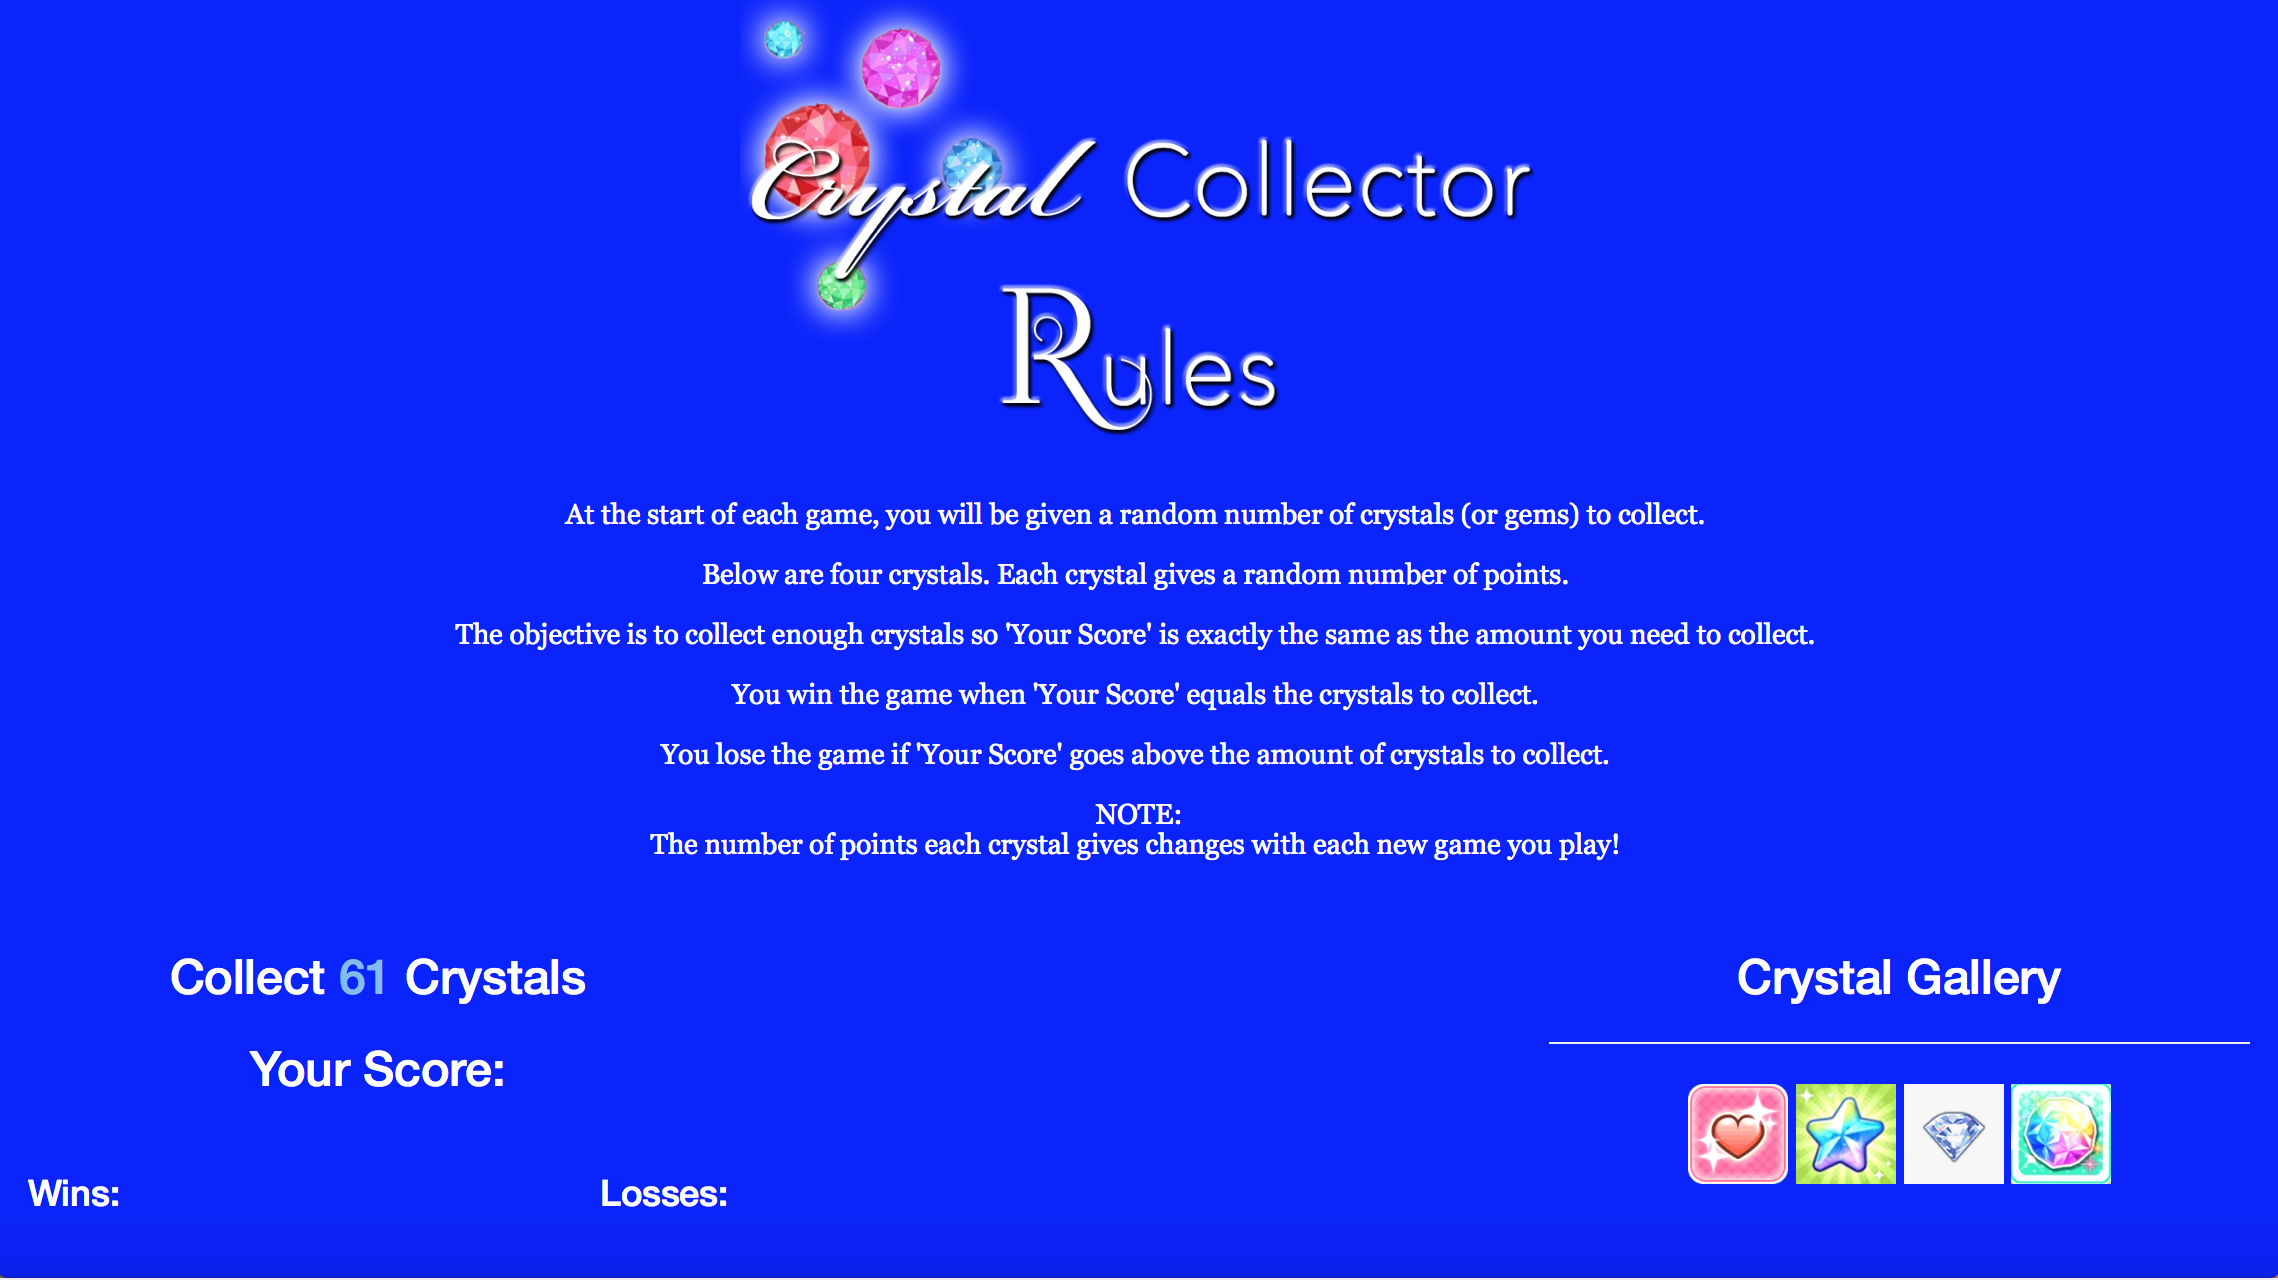 Crystal Collector
Rules
At the start of each game, you will be given a random number of crystals (or gems) to collect.
Below are four crystals. Each crystal gives a random number of points.
The objective is to collect enough crystals so 'Your Score' is exactly the same as the amount you need to collect.
You win the game when 'Your Score' equals the crystals to collect.
You lose the game if 'Your Score' goes above the amount of crystals to collect.
NOTE:
The number of points each crystal gives changes with each new game you play!
Collect 61 Crystals
Your Score:
Wins:
Losses:
Crystal Gallery